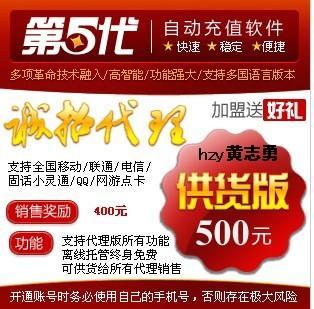 第5代
自动充值软件
★快速 ★稳定 ★便捷
多项革命技术融入/高智能/功能强大/支持多国语言版本
诚招代理
加盟送好礼
支持全国移动/联通/电信/
固话小灵通/QQ/网游点卡
hzy 黄志勇
供货版
500元
销售奖励 400元
功能
支持代理版所有功能
离线托管终身免费
可供货给所有代理销售
开通账号时务必使用自己的手机号，否则存在极大风险